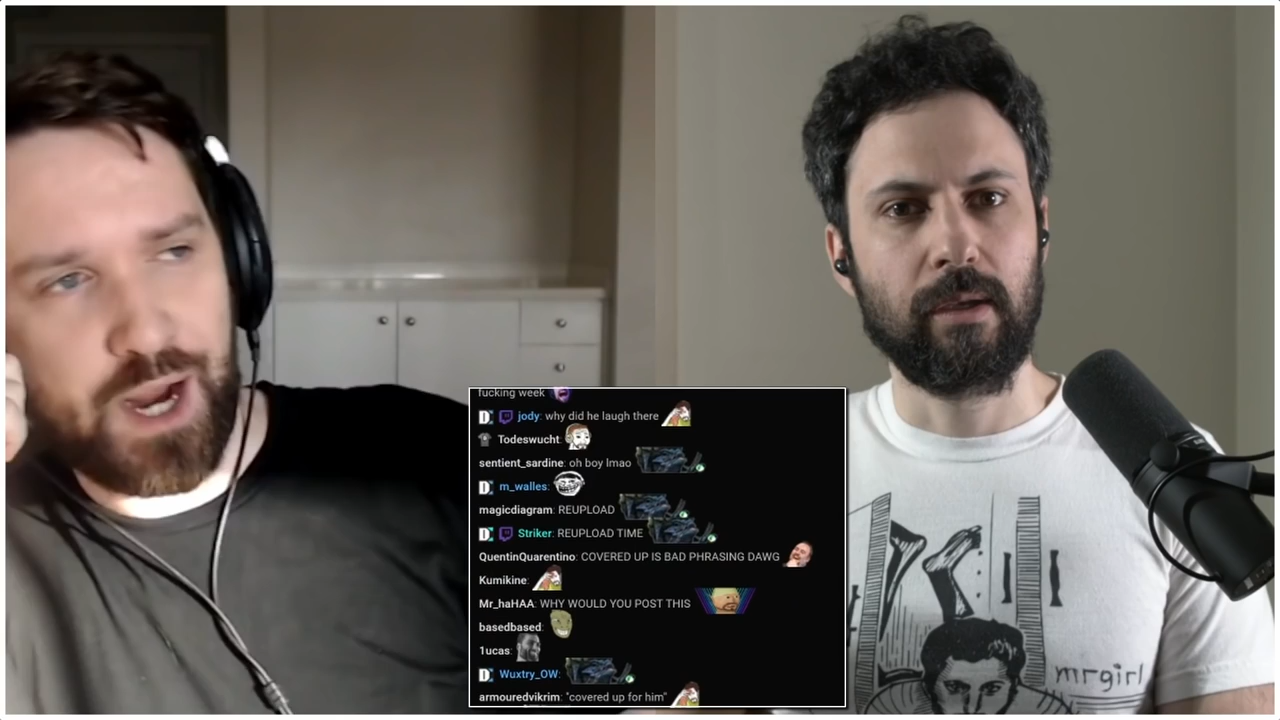 fucking week
D jody: why did he laugh there
Todeswucht:
sentient_sardine: oh boy lmao
D m_walles:
magicdiagram: REUPLOAD
D Striker: REUPLOAD TIME
QuentinQuarentino: COVERED UP IS BAD PHRASING DAWG
Kumikine:
Mr_haHAA: WHY WOULD YOU POST THIS
basedbased:
1ucas:
D Wuxtry_OW:
armouredvikrim: "covered up for him"
mrgirl